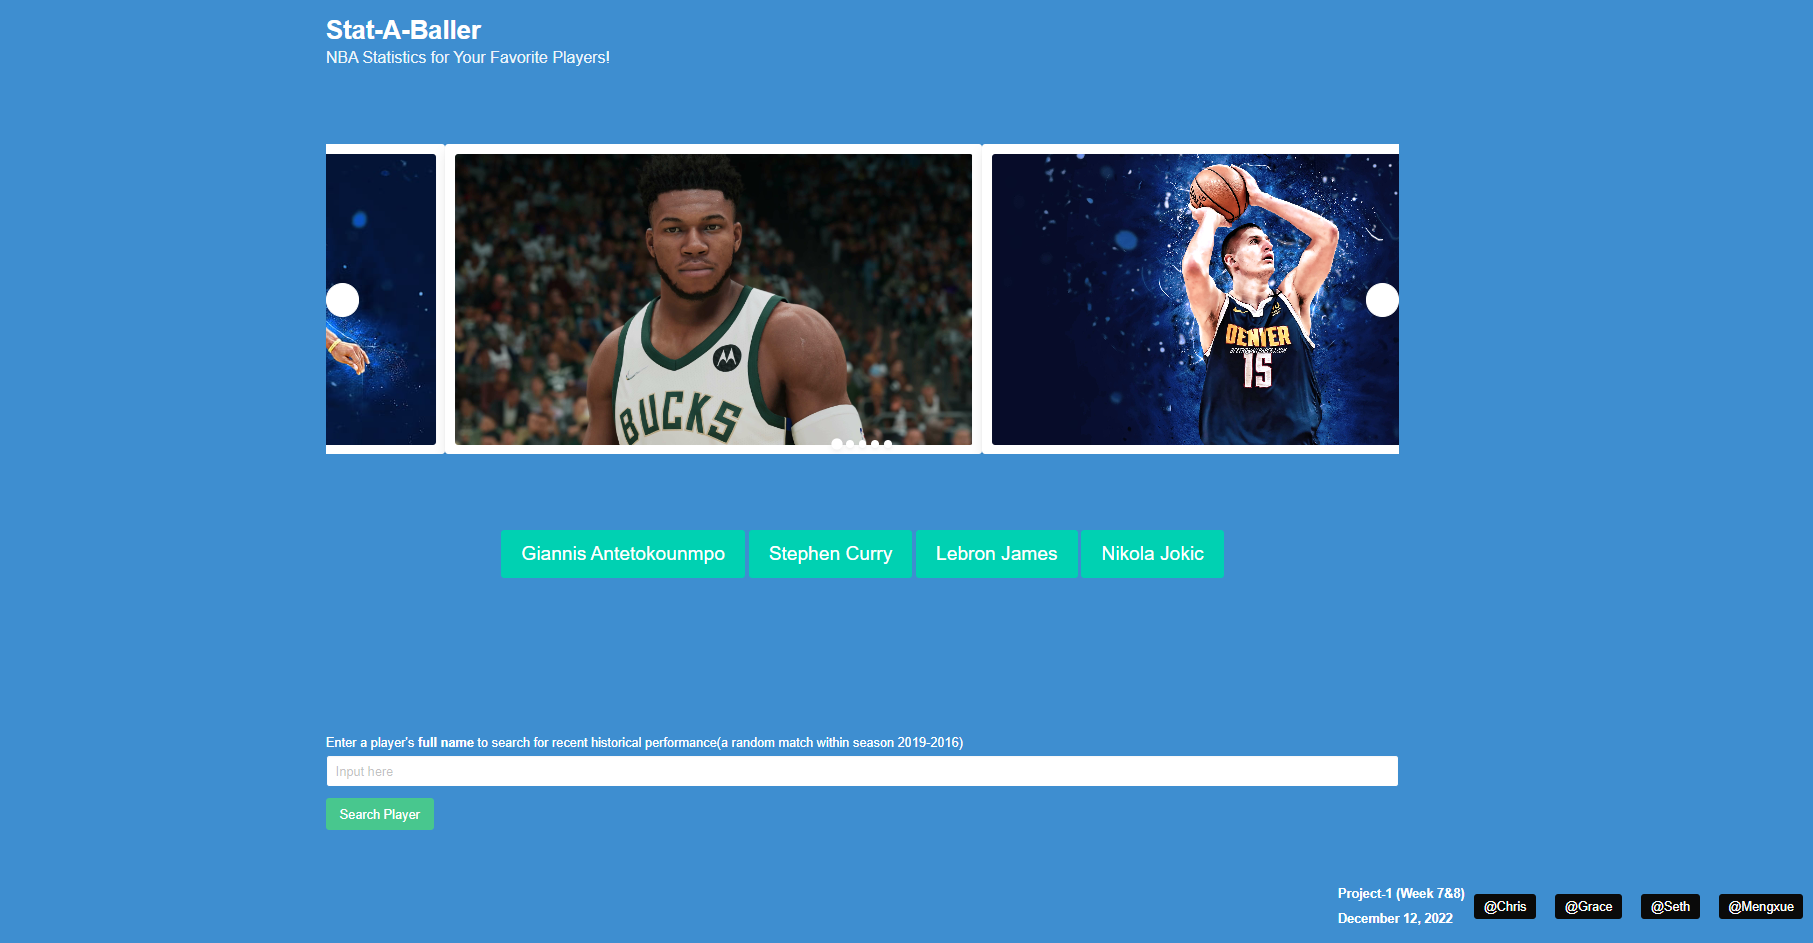 Stat-A-Baller
NBA Statistics for Your Favorite Players!
BUCKS
DENVER
15
Giannis Antetokounmpo
Stephen Curry
Lebron James
Nikola Jokic
Enter a player's full name to search for recent historical performance(a random match within season 2019-2016)
Input here
Search Player
Project-1 (Week 7&8)
December 12, 2022
@Chris
@Grace
@Seth
@Mengxue